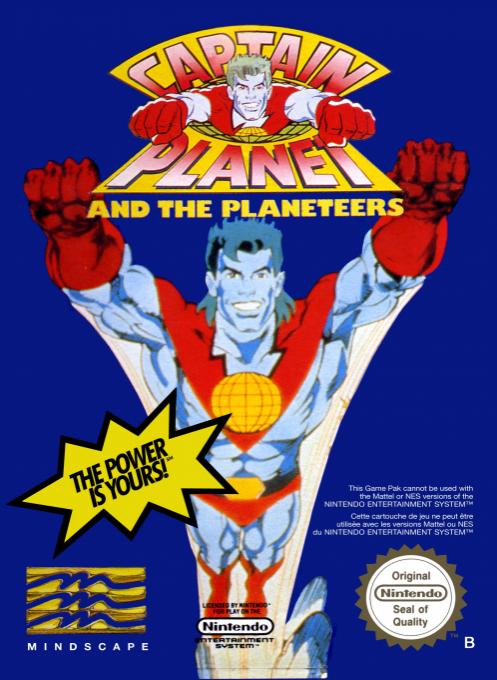 CAPTAIN
PLANET
AND THE PLANETEERS
THE POWER
IS YOURS!
This Game Pak cannot be used with
the Mattel or NES versions of the
NINTENDO ENTERTAINMENT SYSTEM™
Cette cartouche de jeu ne peut être
utilisée avec les versions Mattel ou NES
du NINTENDO ENTERTAINMENT SYSTEM™
MINDSCAPE
LICENSED BY NINTENDO®
FOR PLAY ON THE
Nintendo
ENTERTAINMENT
SYSTEM™
Original
Nintendo
Seal of
Quality
TM
B